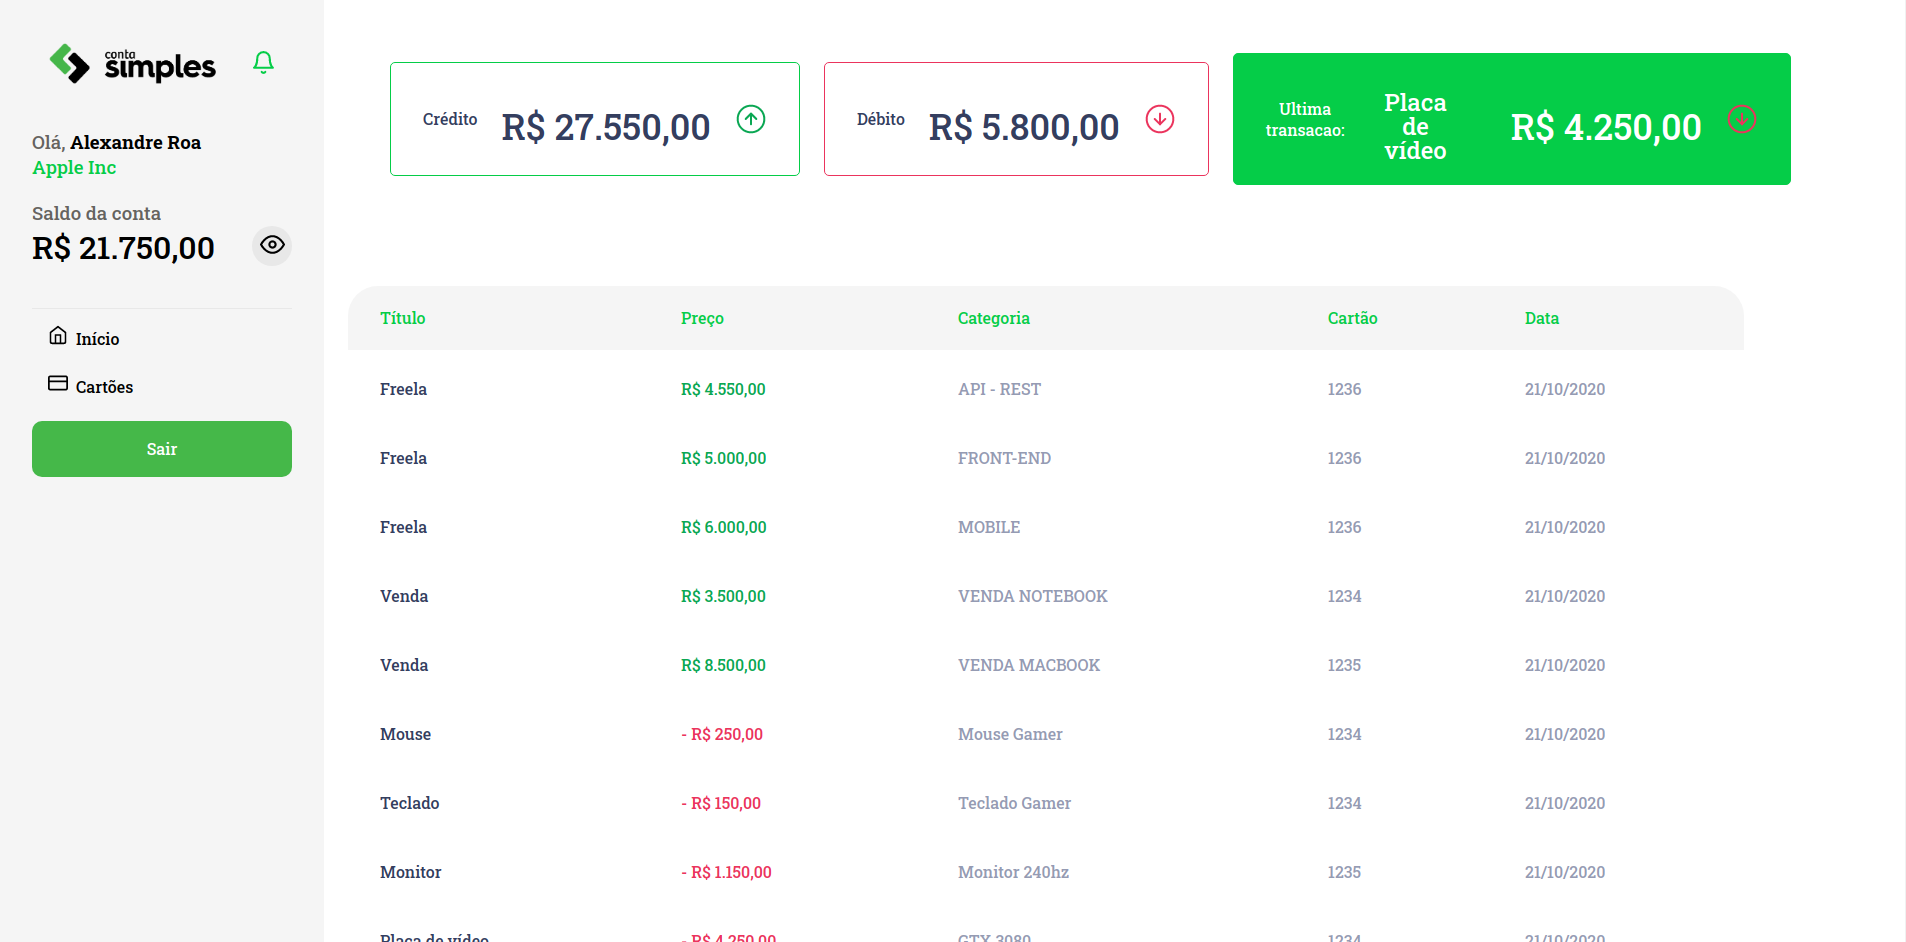 conta
simples
Olá, Alexandre Roa
Apple Inc
Saldo da conta
R$ 21.750,00
Início
Cartões
Sair
Crédito
R$ 27.550,00
Débito
R$ 5.800,00
Ultima
transacao:
Placa
de
vídeo
R$ 4.250,00
Título Preço Categoria Cartão Data
Freela R$ 4.550,00 API - REST 1236 21/10/2020
Freela R$ 5.000,00 FRONT-END 1236 21/10/2020
Freela R$ 6.000,00 MOBILE 1236 21/10/2020
Venda R$ 3.500,00 VENDA NOTEBOOK 1234 21/10/2020
Venda R$ 8.500,00 VENDA MACBOOK 1235 21/10/2020
Mouse - R$ 250,00 Mouse Gamer 1234 21/10/2020
Teclado - R$ 150,00 Teclado Gamer 1234 21/10/2020
Monitor - R$ 1.150,00 Monitor 240hz 1235 21/10/2020
Placa de vídeo - R$ 4.250,00 GTX 3080 1234 21/10/2020